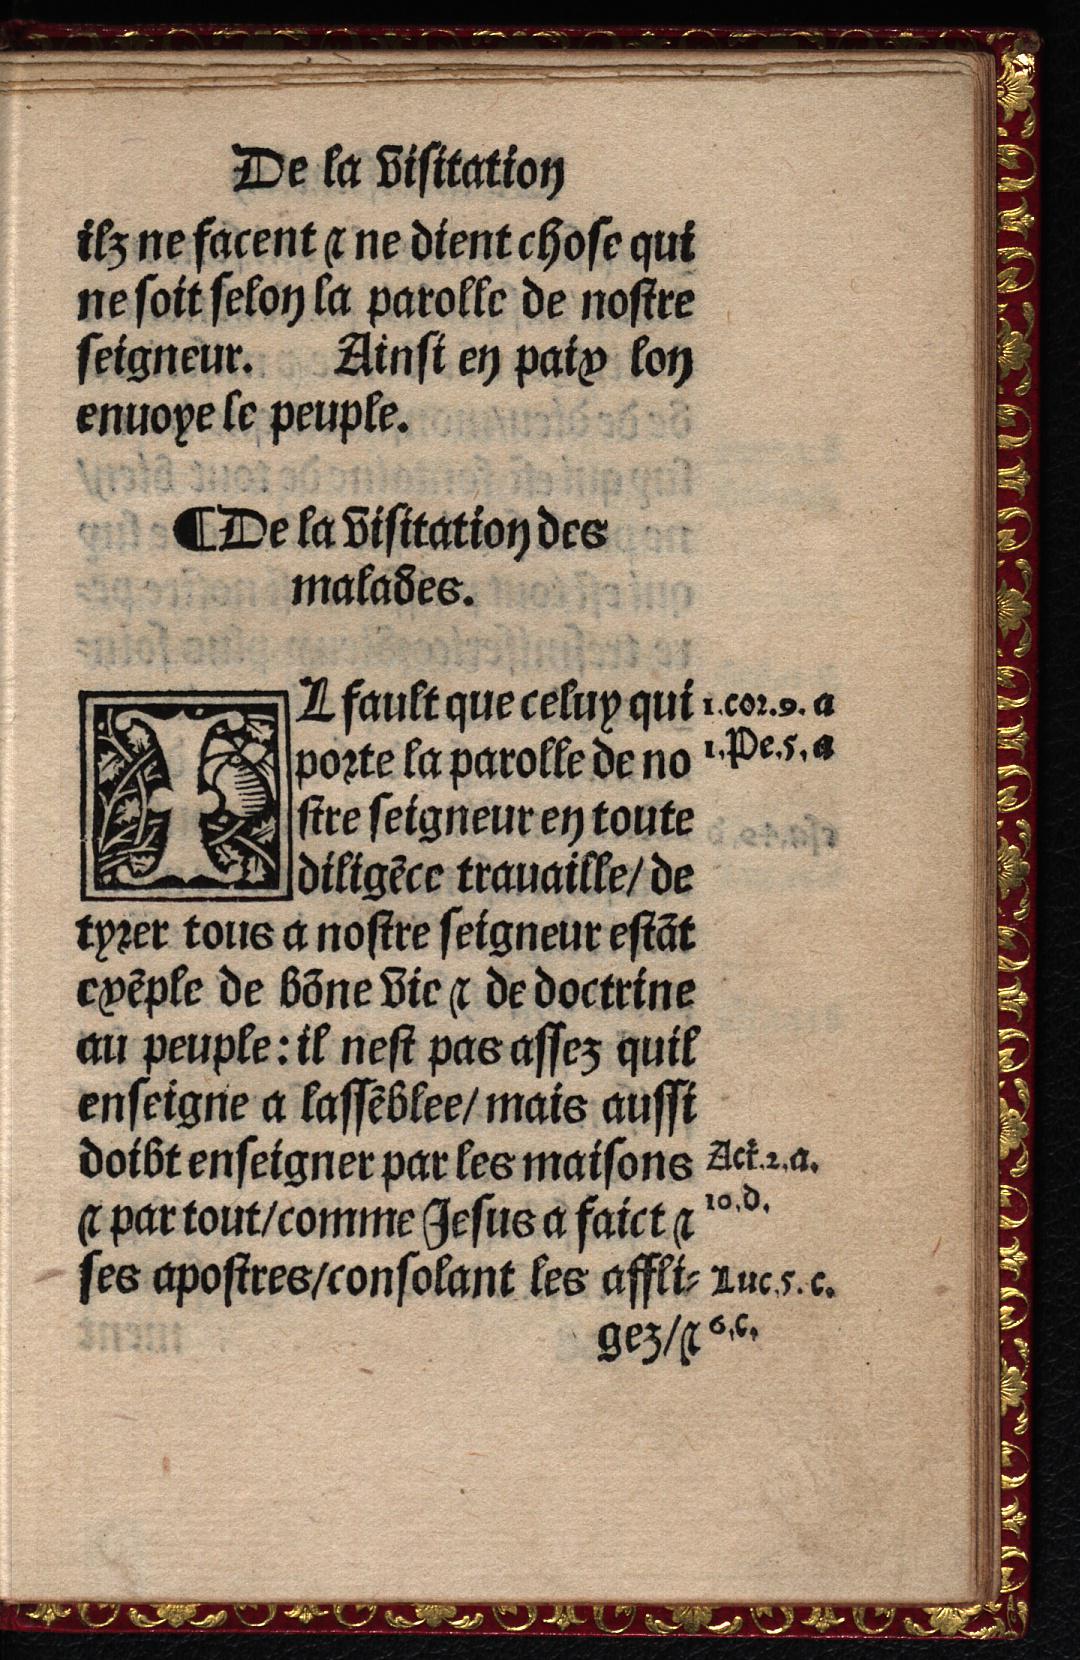 De la Visitation
ilz ne facent ⁊ ne dient chose qui
ne soit selon la parolle de nostre
seigneur. Ainsi en paix lon
enuoye le peuple.
¶ De la Visitation des
malades.
IL fault que celuy qui
1.cor.9.a
porte la parolle de no
1.Pe.5.a
stre seigneur en toute
diligēce trauaille/ de
tyrer tous a nostre seigneur estāt
exēple de bōne vie ⁊ de doctrine
au peuple: il nest pas assez quil
enseigne a lassēblee/ mais aussi
doibt enseigner par les maisons
Act.2.a.
⁊ par tout/comme Jesus a faict ⁊
10.d.
ses apostres/consolant les affli-
Luc.5.c.
gez/⁊
6.c.